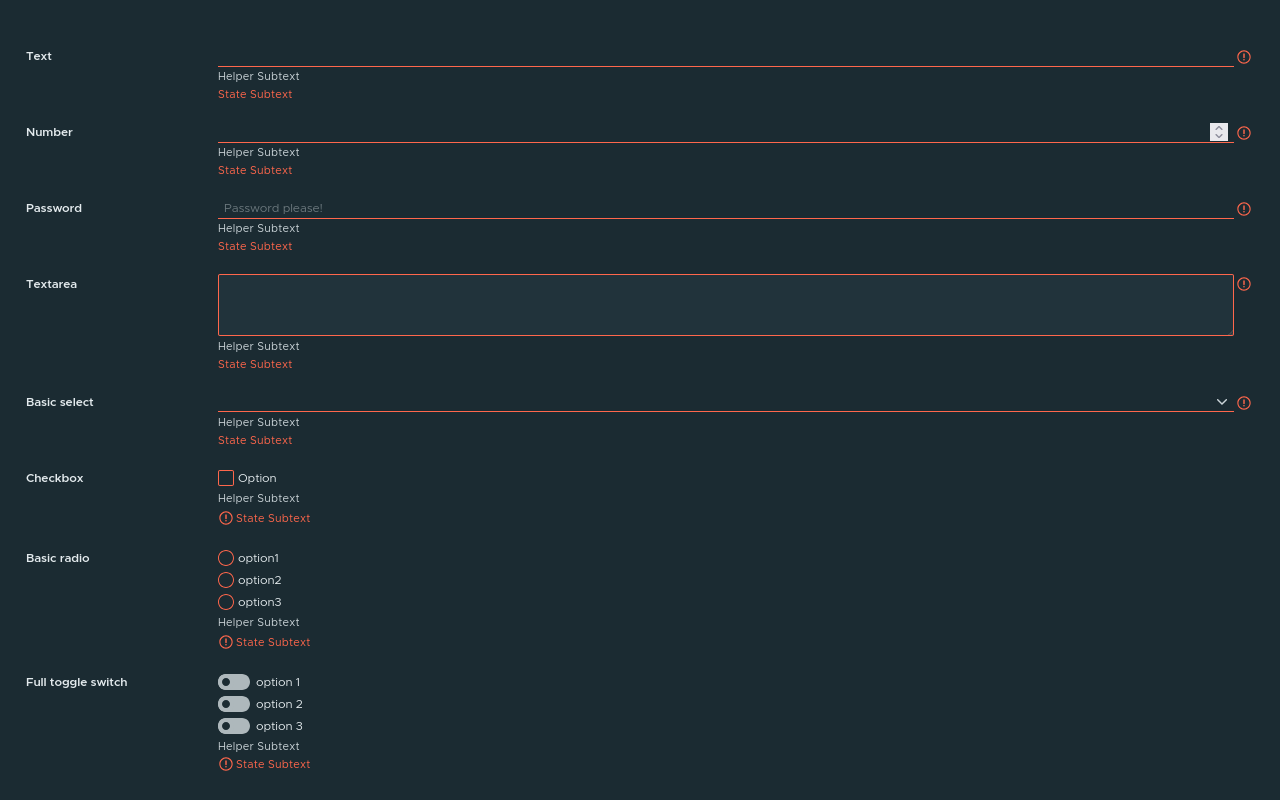 Text
Helper Subtext
State Subtext
Number
Helper Subtext
State Subtext
Password
Password please!
Helper Subtext
State Subtext
Textarea
Helper Subtext
State Subtext
Basic select
Helper Subtext
State Subtext
Checkbox
Option
Helper Subtext
State Subtext
Basic radio
option1
option2
option3
Helper Subtext
State Subtext
Full toggle switch
option 1
option 2
option 3
Helper Subtext
State Subtext